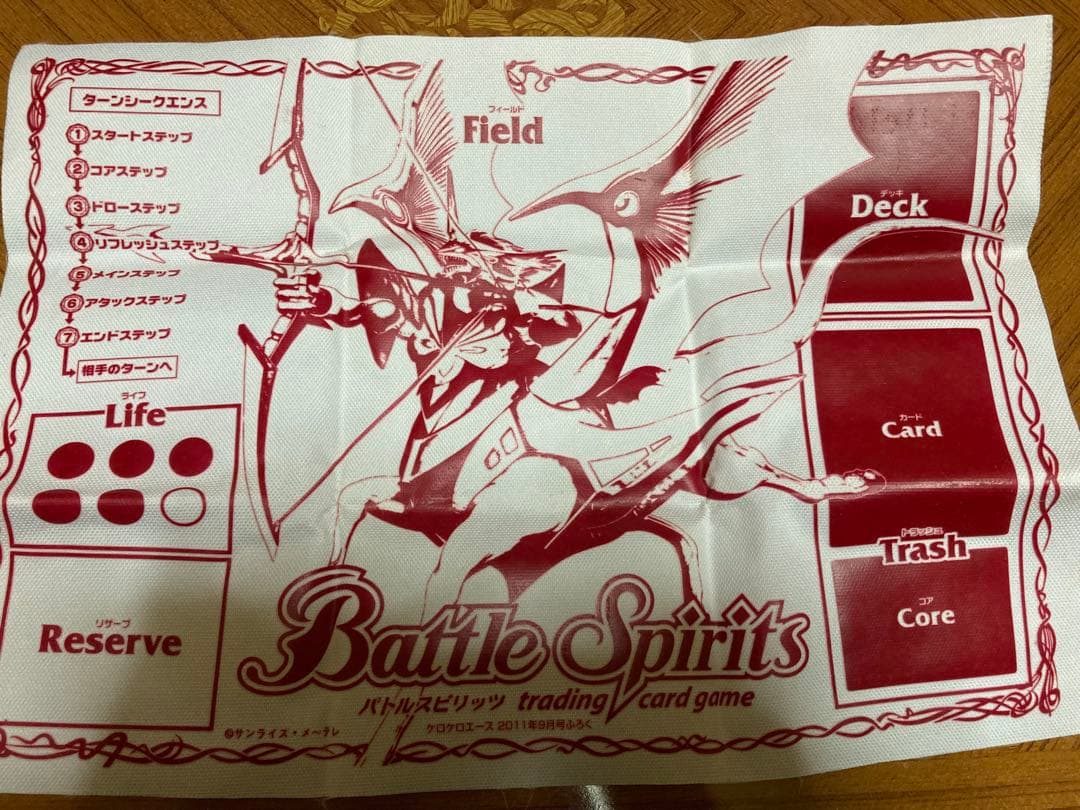 ターンシークエンス
①スタートステップ
②コアステップ
③ドローステップ
④リフレッシュステップ
⑤メインステップ
⑥アタックステップ
⑦エンドステップ
相手のターンへ
ライフ
Life
リザーブ
Reserve
フィールド
Field
デッキ
Deck
カード
Card
トラッシュ
Trash
コア
Core
Battle Spirits
バトルスピリッツ trading card game
ケロケロエース 2011年9月号ふろく
©サンライズ・メ〜テレ